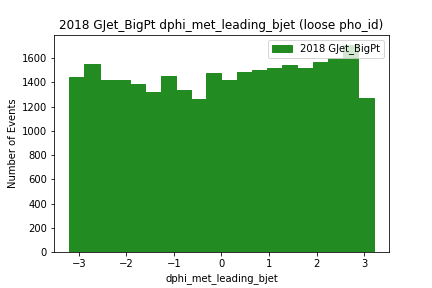 2018 GJet_BigPt dphi_met_leading_bjet (loose pho_id)
2018 GJet_BigPt
1600
1400
1200
1000
800
600
400
200
0
Number of Events
−3 −2 −1 0 1 2 3
dphi_met_leading_bjet